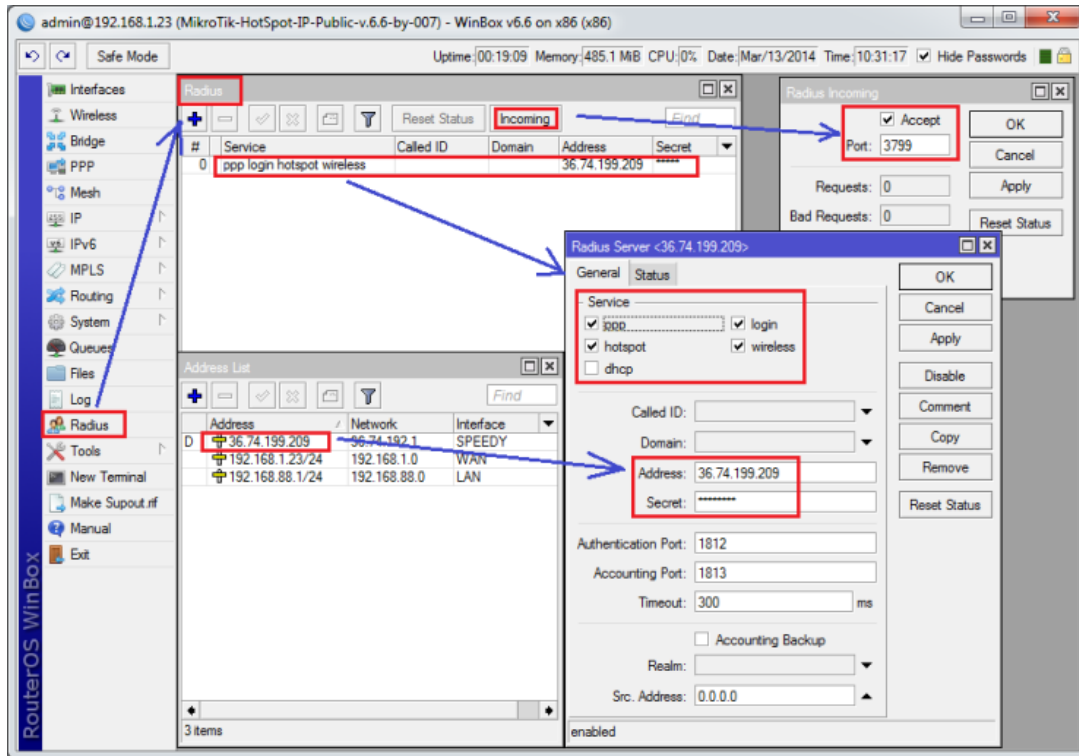 admin@192.168.1.23 (MikroTik-HotSpot-IP-Public-v.6.6-by-007) - WinBox v6.6 on x86 (x86)
Safe Mode
Uptime: 00:19:09 Memory: 485.1 MiB CPU: 0% Date: Mar/13/2014 Time: 10:31:17 Hide Passwords
RouterOS WinBox
Interfaces
Wireless
Bridge
PPP
Mesh
IP
IPv6
MPLS
Routing
System
Queues
Files
Log
Radius
Tools
New Terminal
Make Supout.rif
Manual
Exit
Radius
Reset Status Incoming Find
# Service Called ID Domain Address Secret
0 ppp login hotspot wireless 36.74.199.209 *****
Address List
Find
Address Network Interface
D 36.74.199.209 36.74.192.1 SPEEDY
192.168.1.23/24 192.168.1.0 WAN
192.168.88.1/24 192.168.88.0 LAN
3 items
Radius Incoming
Accept
Port: 3799
Requests: 0
Bad Requests: 0
OK
Cancel
Apply
Reset Status
Radius Server <36.74.199.209>
General Status
Service
ppp login
hotspot wireless
dhcp
Called ID:
Domain:
Address: 36.74.199.209
Secret: ********
Authentication Port: 1812
Accounting Port: 1813
Timeout: 300 ms
Accounting Backup
Realm:
Src. Address: 0.0.0.0
enabled
OK
Cancel
Apply
Disable
Comment
Copy
Remove
Reset Status